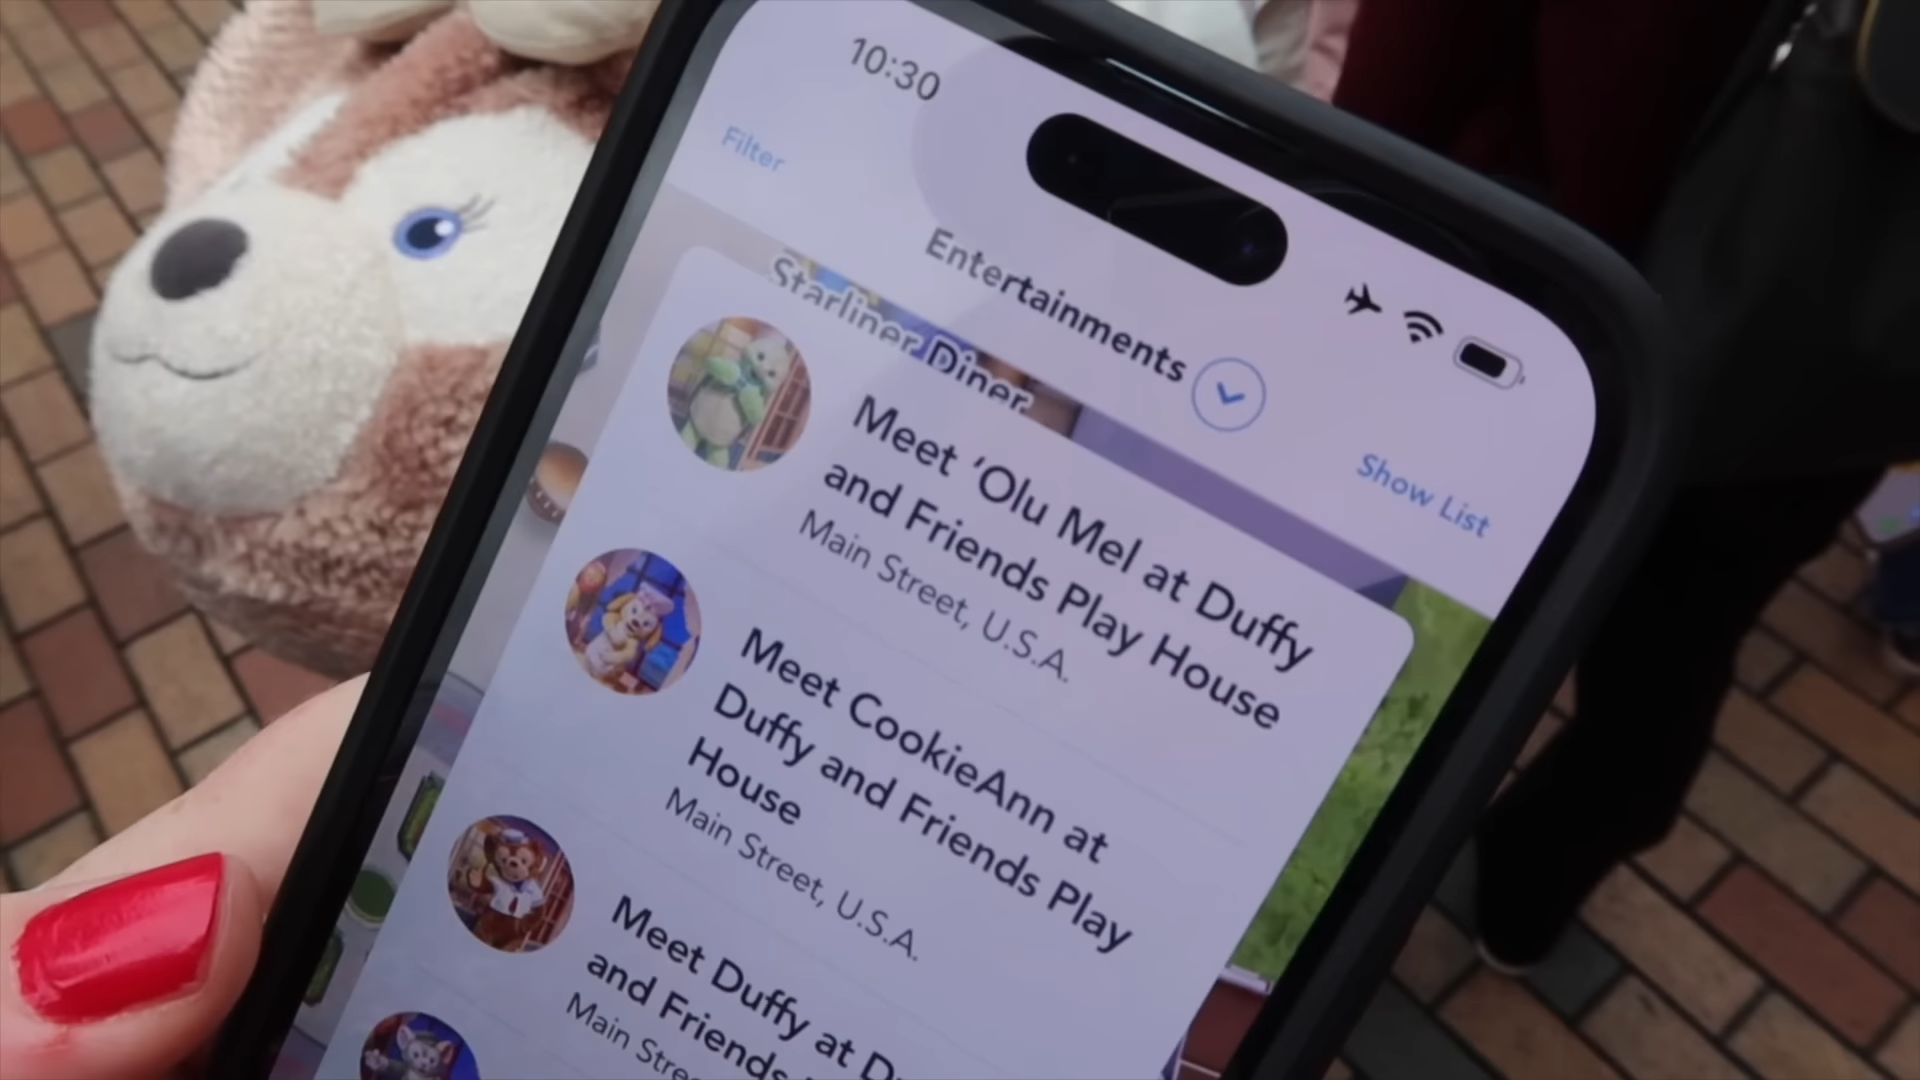 10:30
Filter
Entertainments
Show List
Starliner Diner
Meet ‘Olu Mel at Duffy
and Friends Play House
Main Street, U.S.A.
Meet CookieAnn at
Duffy and Friends Play
House
Main Street, U.S.A.
Meet Duffy at
and Friends
Main